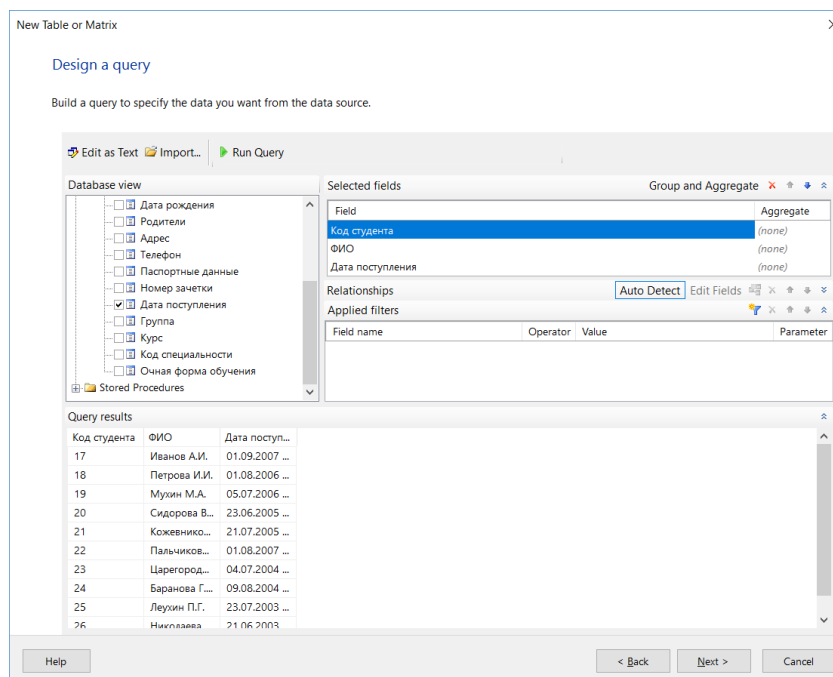 New Table or Matrix
Design a query
Build a query to specify the data you want from the data source.
Edit as Text Import... Run Query
Database view
Дата рождения
Родители
Адрес
Телефон
Паспортные данные
Номер зачетки
Дата поступления
Группа
Курс
Код специальности
Очная форма обучения
Stored Procedures
Selected fields Group and Aggregate
Field Aggregate
Код студента (none)
ФИО (none)
Дата поступления (none)
Relationships Auto Detect Edit Fields
Applied filters
Field name Operator Value Parameter
Query results
Код студента ФИО Дата поступ...
17 Иванов А.И. 01.09.2007 ...
18 Петрова И.И. 01.08.2006 ...
19 Мухин М.А. 05.07.2006 ...
20 Сидорова В... 23.06.2005 ...
21 Кожевнико... 21.07.2005 ...
22 Пальчиков... 01.08.2007 ...
23 Царегород... 04.07.2004 ...
24 Баранова Г.... 09.08.2004 ...
25 Леухин П.Г. 23.07.2003 ...
26 Николаева 21.06.2003
Help < Back Next > Cancel